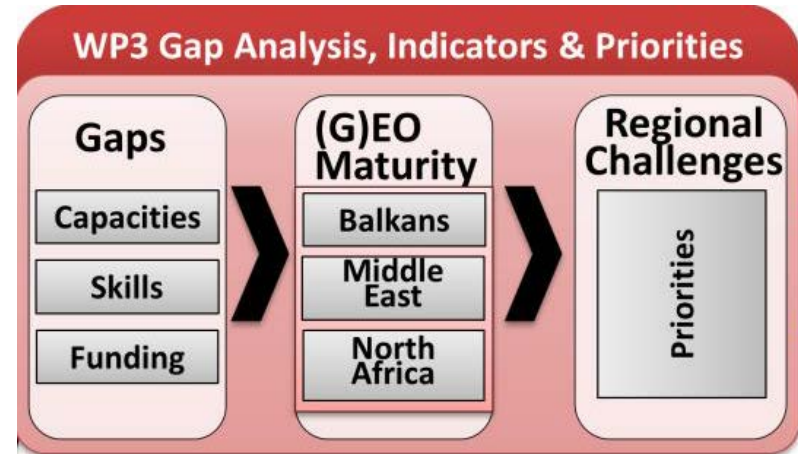 WP3 Gap Analysis, Indicators & Priorities
Gaps
Capacities
Skills
Funding
(G)EO
Maturity
Balkans
Middle
East
North
Africa
Regional
Challenges
Priorities